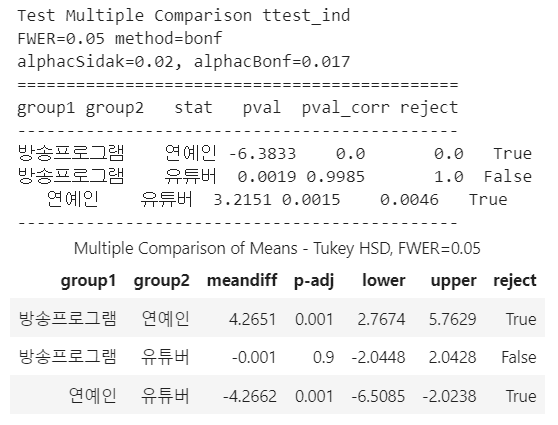 Test Multiple Comparison ttest_ind
FWER=0.05 method=bonf
alphacSidak=0.02, alphacBonf=0.017
=============================================
group1 group2 stat pval pval_corr reject
---------------------------------------------
방송프로그램 연예인 -6.3833 0.0 0.0 True
방송프로그램 유튜버 0.0019 0.9985 1.0 False
연예인 유튜버 3.2151 0.0015 0.0046 True
---------------------------------------------
Multiple Comparison of Means - Tukey HSD, FWER=0.05
group1 group2 meandiff p-adj lower upper reject
방송프로그램 연예인 4.2651 0.001 2.7674 5.7629 True
방송프로그램 유튜버 -0.001 0.9 -2.0448 2.0428 False
연예인 유튜버 -4.2662 0.001 -6.5085 -2.0238 True